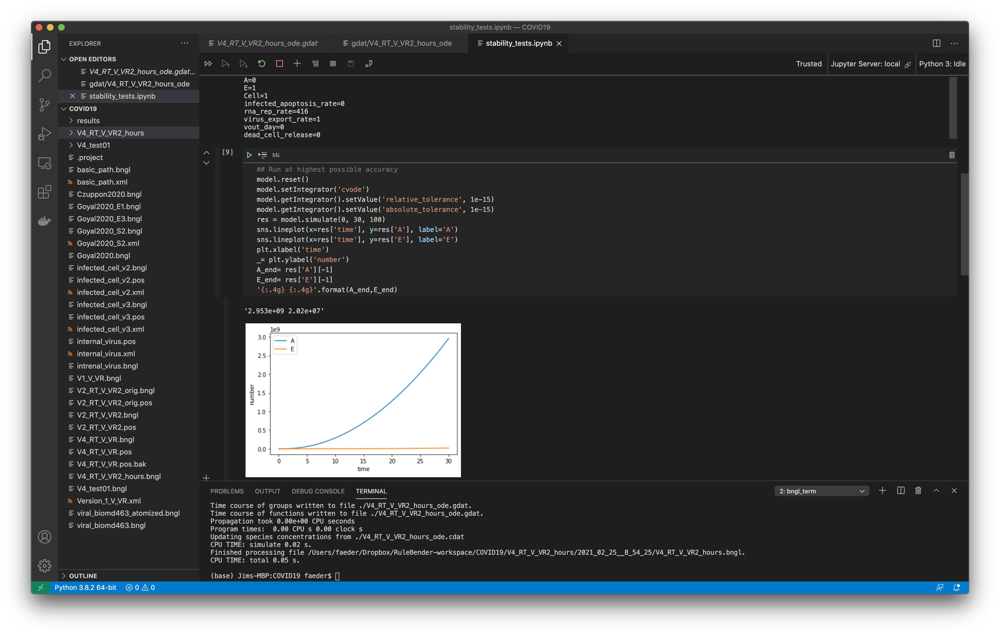 stability_tests.ipynb — COVID19
EXPLORER
OPEN EDITORS
V4_RT_V_VR2_hours_ode.gdat...
gdat/V4_RT_V_VR2_hours_ode
stability_tests.ipynb
COVID19
results
V4_RT_V_VR2_hours
V4_test01
.project
basic_path.bngl
basic_path.xml
Czuppon2020.bngl
Goyal2020_E1.bngl
Goyal2020_E3.bngl
Goyal2020_S2.bngl
Goyal2020_S2.xml
Goyal2020.bngl
infected_cell_v2.bngl
infected_cell_v2.pos
infected_cell_v2.xml
infected_cell_v3.bngl
infected_cell_v3.pos
infected_cell_v3.xml
internal_virus.pos
internal_virus.xml
intrenal_virus.bngl
V1_V_VR.bngl
V2_RT_V_VR2_orig.bngl
V2_RT_V_VR2_orig.pos
V2_RT_V_VR2.bngl
V2_RT_V_VR2.pos
V4_RT_V_VR.bngl
V4_RT_V_VR.pos
V4_RT_V_VR.pos.bak
V4_RT_V_VR2_hours.bngl
V4_test01.bngl
Version_1_V_VR.xml
viral_biomd463_atomized.bngl
viral_biomd463.bngl
OUTLINE
V4_RT_V_VR2_hours_ode.gdat
gdat/V4_RT_V_VR2_hours_ode
stability_tests.ipynb
Trusted
Jupyter Server: local
Python 3: Idle
A=0
E=1
Cell=1
infected_apoptosis_rate=0
rna_rep_rate=416
virus_export_rate=1
vout_day=0
dead_cell_release=0
[9]
M↓
## Run at highest possible accuracy
model.reset()
model.setIntegrator('cvode')
model.getIntegrator().setValue('relative_tolerance', 1e-15)
model.getIntegrator().setValue('absolute_tolerance', 1e-15)
res = model.simulate(0, 30, 100)
sns.lineplot(x=res['time'], y=res['A'], label='A')
sns.lineplot(x=res['time'], y=res['E'], label='E')
plt.xlabel('time')
_= plt.ylabel('number')
A_end= res['A'][-1]
E_end= res['E'][-1]
'{:.4g} {:.4g}'.format(A_end,E_end)
'2.953e+09 2.02e+07'
1e9
3.0
2.5
2.0
1.5
1.0
0.5
0.0
number
A
E
0 5 10 15 20 25 30
time
PROBLEMS OUTPUT DEBUG CONSOLE TERMINAL
2: bngl_term
Time course of groups written to file ./V4_RT_V_VR2_hours_ode.gdat.
Time course of functions written to file ./V4_RT_V_VR2_hours_ode.gdat.
Propagation took 0.00e+00 CPU seconds
Program times:  0.00 CPU s 0.00 clock s
Updating species concentrations from ./V4_RT_V_VR2_hours_ode.cdat
CPU TIME: simulate 0.02 s.
Finished processing file /Users/faeder/Dropbox/RuleBender-workspace/COVID19/V4_RT_V_VR2_hours/2021_02_25__8_54_25/V4_RT_V_VR2_hours.bngl.
CPU TIME: total 0.05 s.
(base) Jims-MBP:COVID19 faeder$
Python 3.8.2 64-bit
0
0